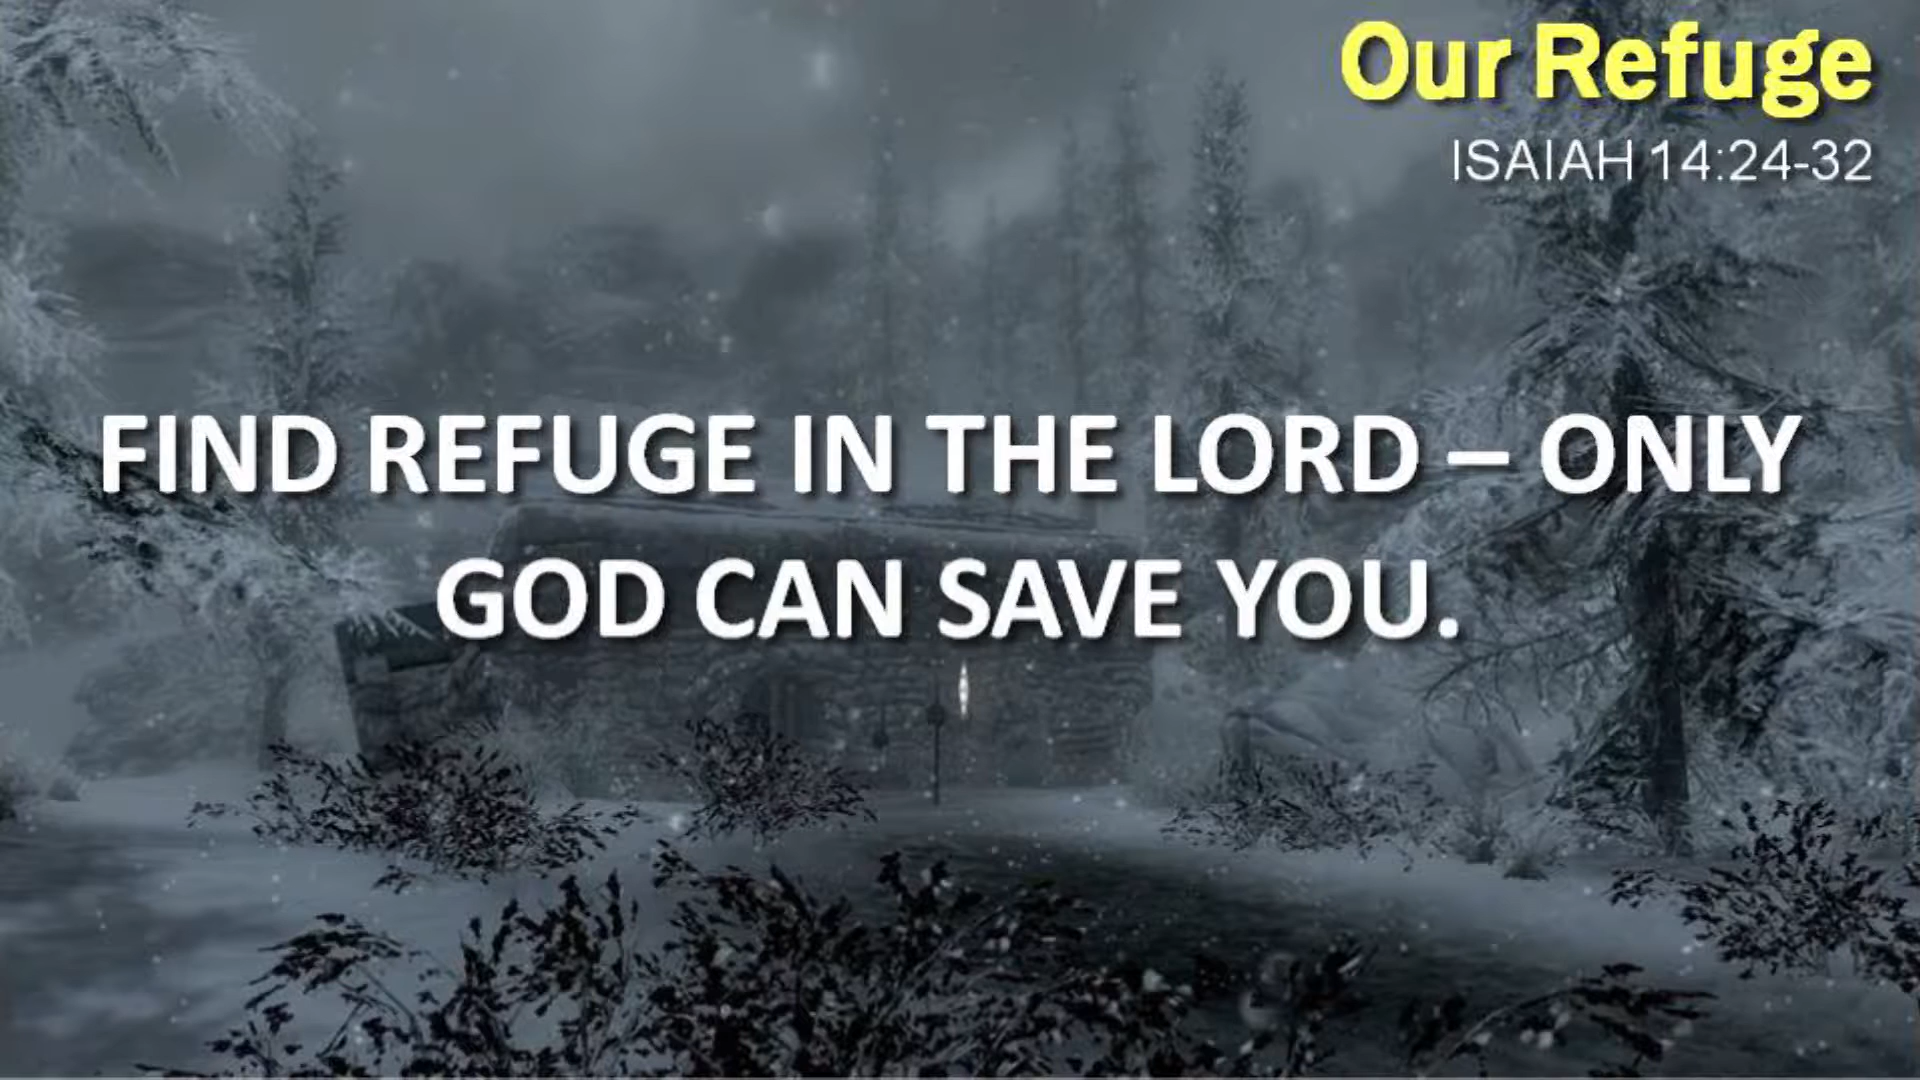 Our Refuge
ISAIAH 14:24-32
FIND REFUGE IN THE LORD – ONLY
GOD CAN SAVE YOU.